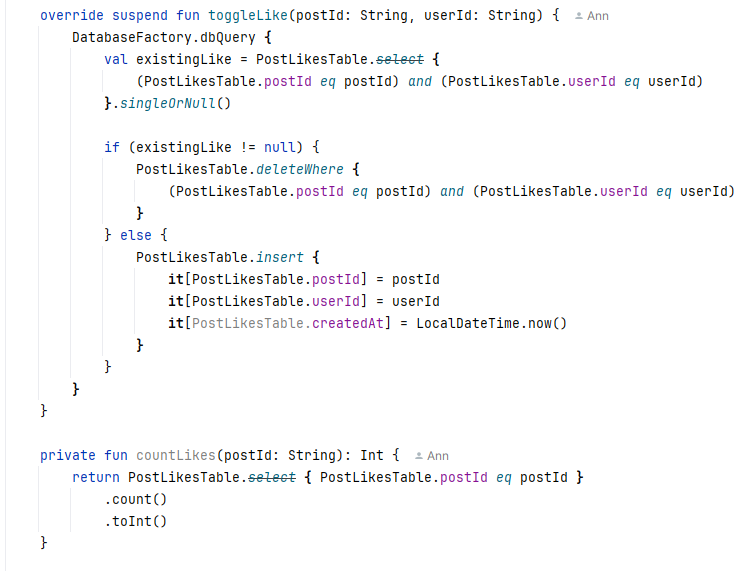 override suspend fun toggleLike(postId: String, userId: String) { Ann
    DatabaseFactory.dbQuery {
        val existingLike = PostLikesTable.select {
            (PostLikesTable.postId eq postId) and (PostLikesTable.userId eq userId)
        }.singleOrNull()

        if (existingLike != null) {
            PostLikesTable.deleteWhere {
                (PostLikesTable.postId eq postId) and (PostLikesTable.userId eq userId)
            }
        } else {
            PostLikesTable.insert {
                it[PostLikesTable.postId] = postId
                it[PostLikesTable.userId] = userId
                it[PostLikesTable.createdAt] = LocalDateTime.now()
            }
        }
    }
}

private fun countLikes(postId: String): Int { Ann
    return PostLikesTable.select { PostLikesTable.postId eq postId }
        .count()
        .toInt()
}